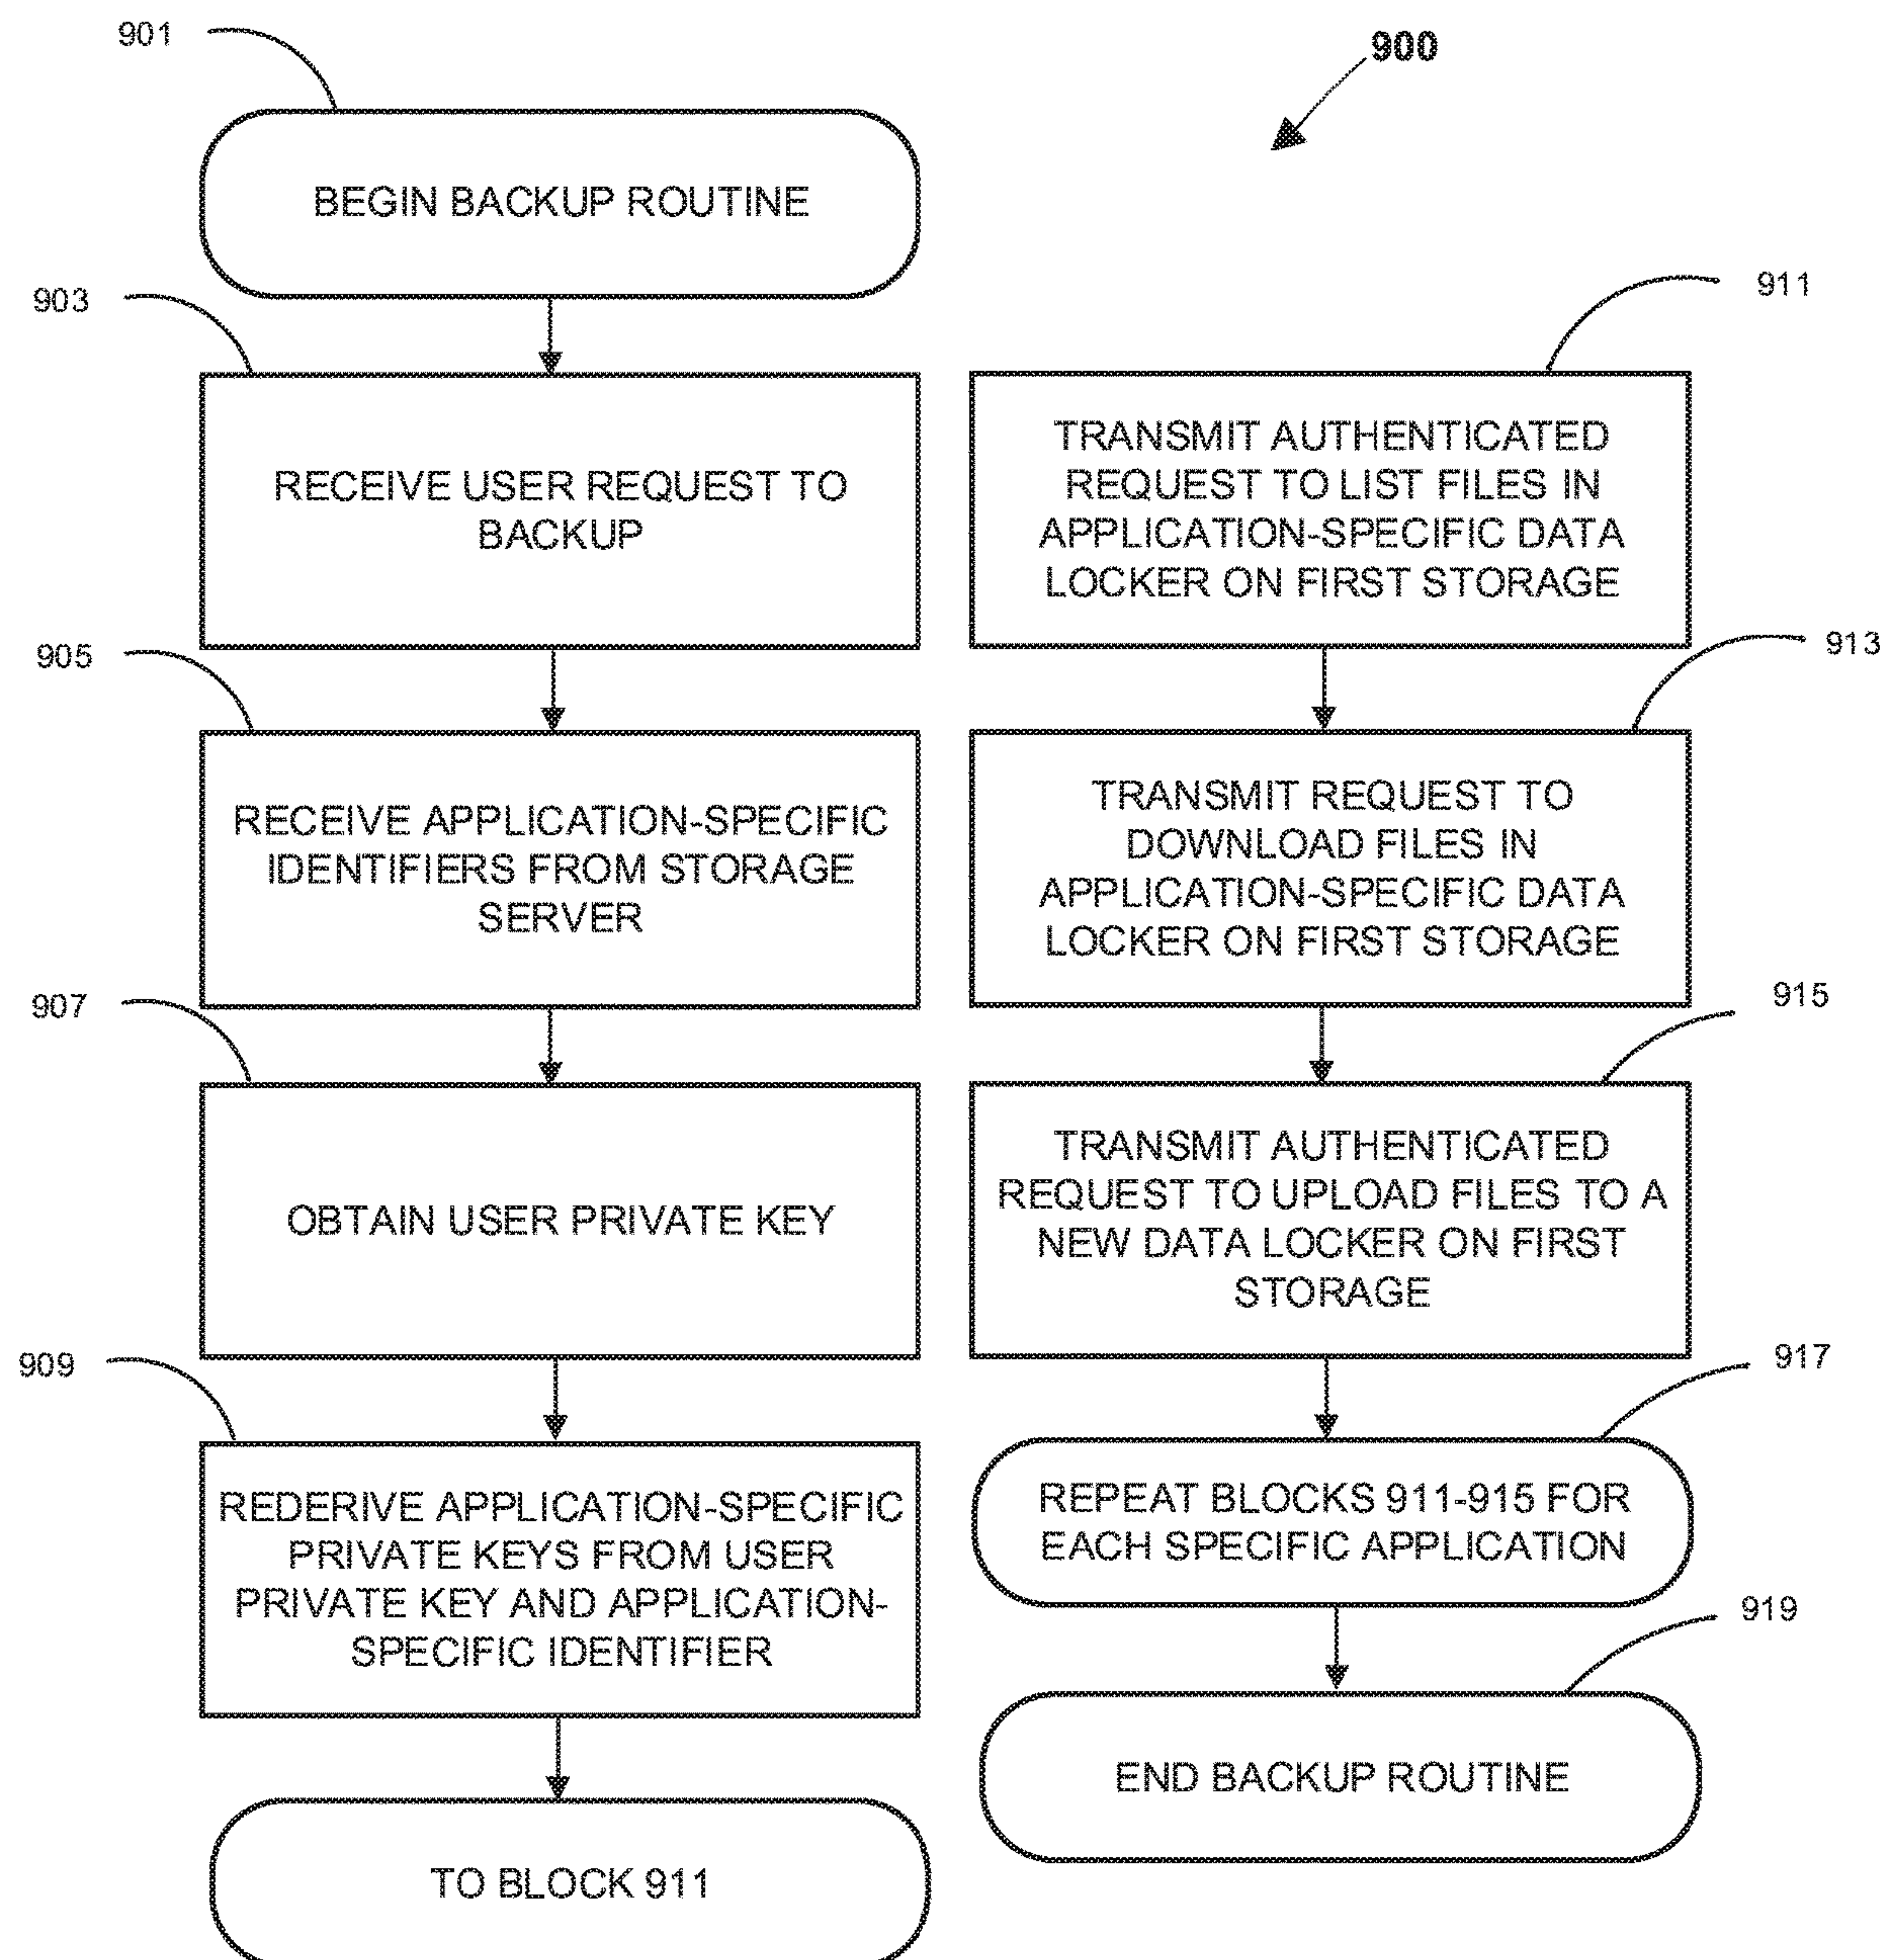 901
900
BEGIN BACKUP ROUTINE
903
RECEIVE USER REQUEST TO
BACKUP
905
RECEIVE APPLICATION-SPECIFIC
IDENTIFIERS FROM STORAGE
SERVER
907
OBTAIN USER PRIVATE KEY
909
REDERIVE APPLICATION-SPECIFIC
PRIVATE KEYS FROM USER
PRIVATE KEY AND APPLICATION-
SPECIFIC IDENTIFIER
TO BLOCK 911
911
TRANSMIT AUTHENTICATED
REQUEST TO LIST FILES IN
APPLICATION-SPECIFIC DATA
LOCKER ON FIRST STORAGE
913
TRANSMIT REQUEST TO
DOWNLOAD FILES IN
APPLICATION-SPECIFIC DATA
LOCKER ON FIRST STORAGE
915
TRANSMIT AUTHENTICATED
REQUEST TO UPLOAD FILES TO A
NEW DATA LOCKER ON FIRST
STORAGE
917
REPEAT BLOCKS 911-915 FOR
EACH SPECIFIC APPLICATION
919
END BACKUP ROUTINE